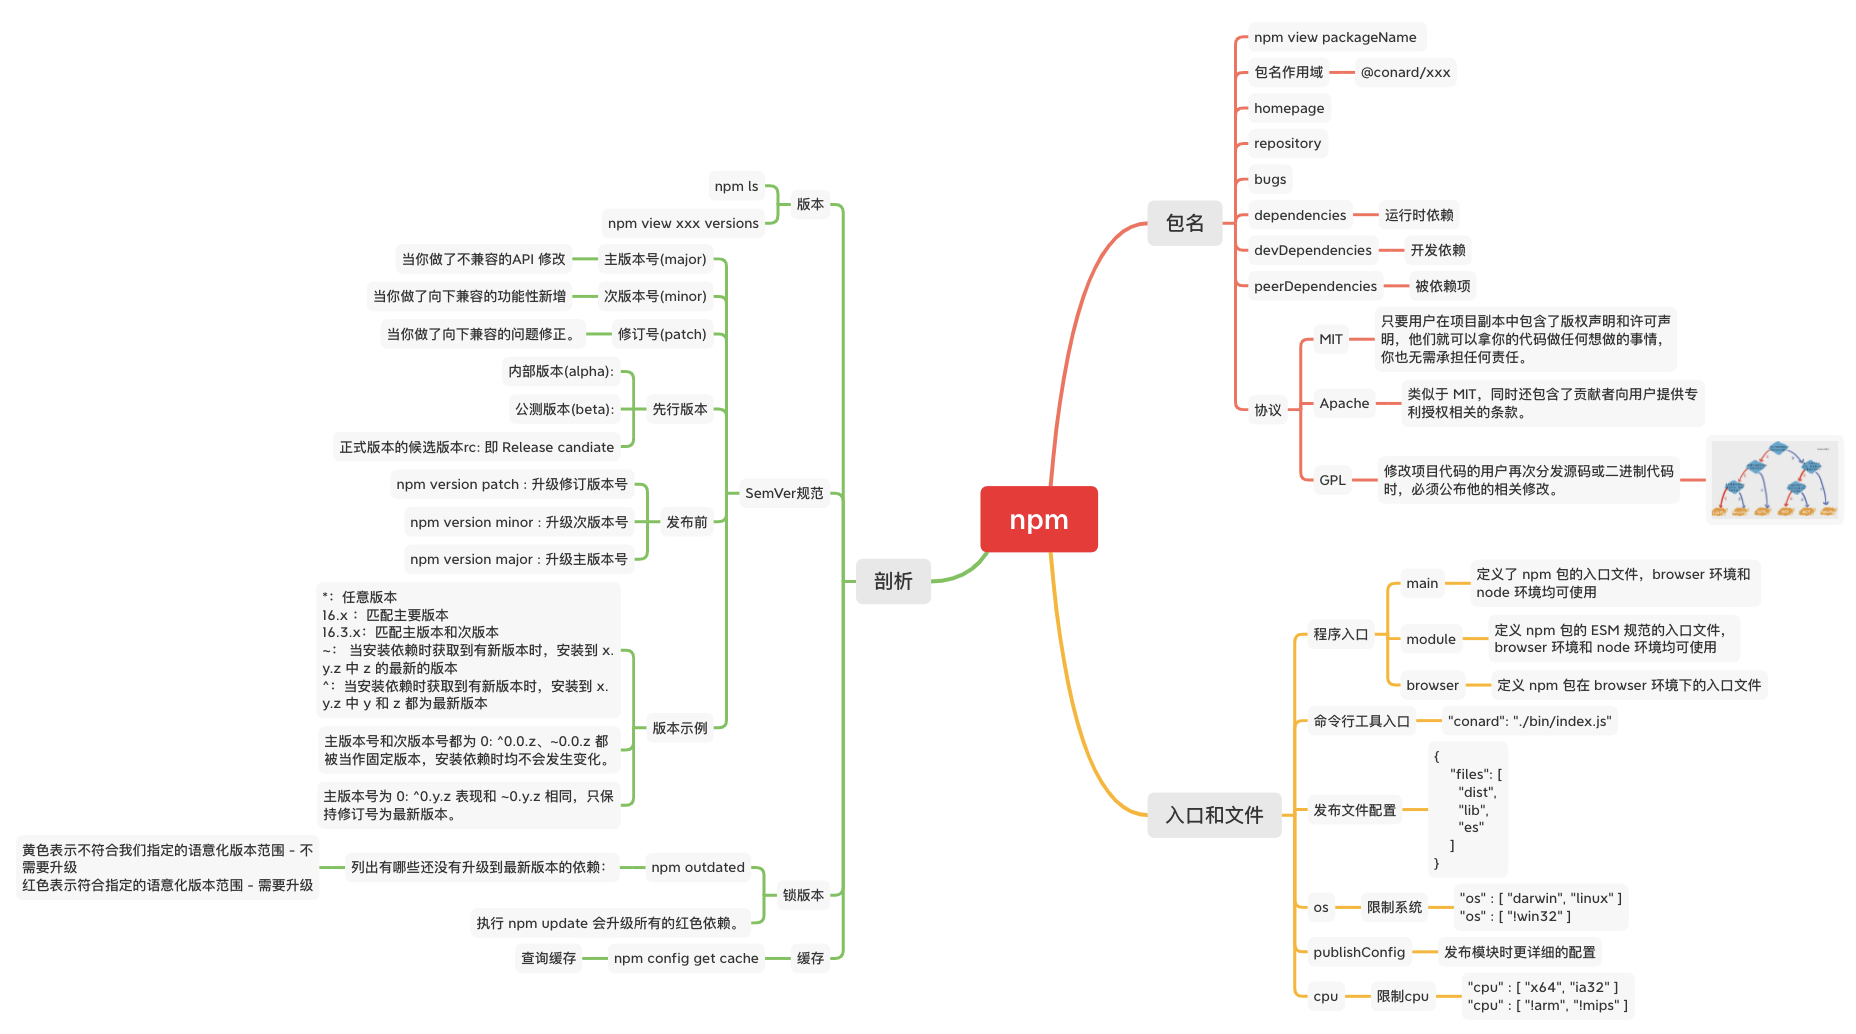 npm
包名
npm view packageName
包名作用域
@conard/xxx
homepage
repository
bugs
dependencies
运行时依赖
devDependencies
开发依赖
peerDependencies
被依赖项
协议
MIT
只要用户在项目副本中包含了版权声明和许可声
明，他们就可以拿你的代码做任何想做的事情，
你也无需承担任何责任。
Apache
类似于 MIT，同时还包含了贡献者向用户提供专
利授权相关的条款。
GPL
修改项目代码的用户再次分发源码或二进制代码
时，必须公布他的相关修改。
入口和文件
程序入口
main
定义了 npm 包的入口文件，browser 环境和
node 环境均可使用
module
定义 npm 包的 ESM 规范的入口文件，
browser 环境和 node 环境均可使用
browser
定义 npm 包在 browser 环境下的入口文件
命令行工具入口
"conard": "./bin/index.js"
发布文件配置
{
"files": [
"dist",
"lib",
"es"
]
}
os
限制系统
"os" : [ "darwin", "linux" ]
"os" : [ "!win32" ]
publishConfig
发布模块时更详细的配置
cpu
限制cpu
"cpu" : [ "x64", "ia32" ]
"cpu" : [ "!arm", "!mips" ]
剖析
版本
npm ls
npm view xxx versions
SemVer规范
主版本号(major)
当你做了不兼容的API 修改
次版本号(minor)
当你做了向下兼容的功能性新增
修订号(patch)
当你做了向下兼容的问题修正。
先行版本
内部版本(alpha):
公测版本(beta):
正式版本的候选版本rc: 即 Release candiate
发布前
npm version patch : 升级修订版本号
npm version minor : 升级次版本号
npm version major : 升级主版本号
版本示例
*：任意版本
16.x ：匹配主要版本
16.3.x：匹配主版本和次版本
~： 当安装依赖时获取到有新版本时，安装到 x.
y.z 中 z 的最新的版本
^：当安装依赖时获取到有新版本时，安装到 x.
y.z 中 y 和 z 都为最新版本
主版本号和次版本号都为 0: ^0.0.z、~0.0.z 都
被当作固定版本，安装依赖时均不会发生变化。
主版本号为 0: ^0.y.z 表现和 ~0.y.z 相同，只保
持修订号为最新版本。
锁版本
npm outdated
列出有哪些还没有升级到最新版本的依赖：
黄色表示不符合我们指定的语意化版本范围 - 不
需要升级
红色表示符合指定的语意化版本范围 - 需要升级
执行 npm update 会升级所有的红色依赖。
缓存
npm config get cache
查询缓存